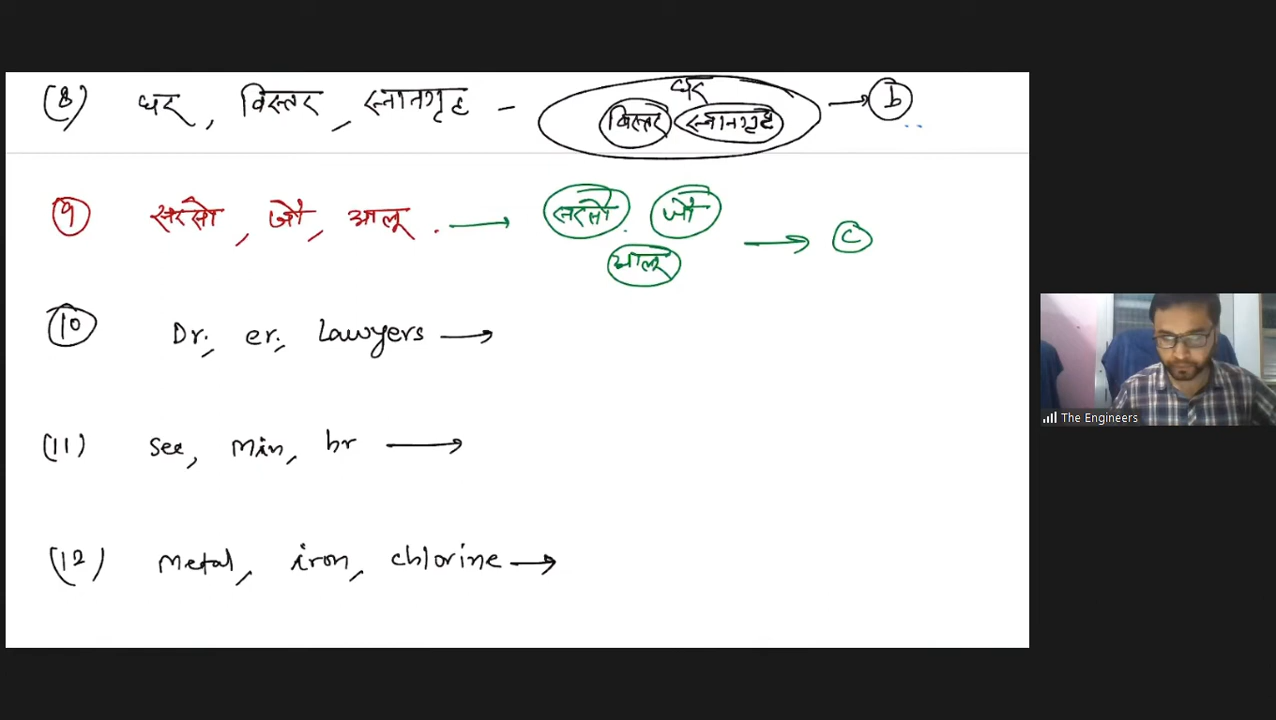 (8) घर, विस्तर, स्नानगृह - घर विस्तर स्नानगृह → b
9 सरसों, जौ, आलू. → सरसों जौ आलू → c
10 Dr., er., Lawyers →
(11) Sec, Min, hr →
(12) Metal, iron, chlorine →
The Engineers